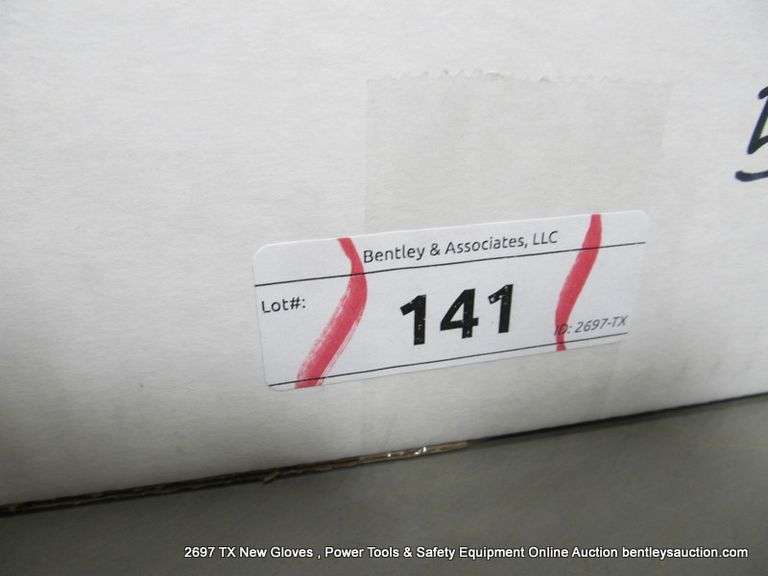 Bentley & Associates, LLC
Lot#:
141
ID: 2697-TX
2697 TX New Gloves , Power Tools & Safety Equipment Online Auction bentleysauction.com